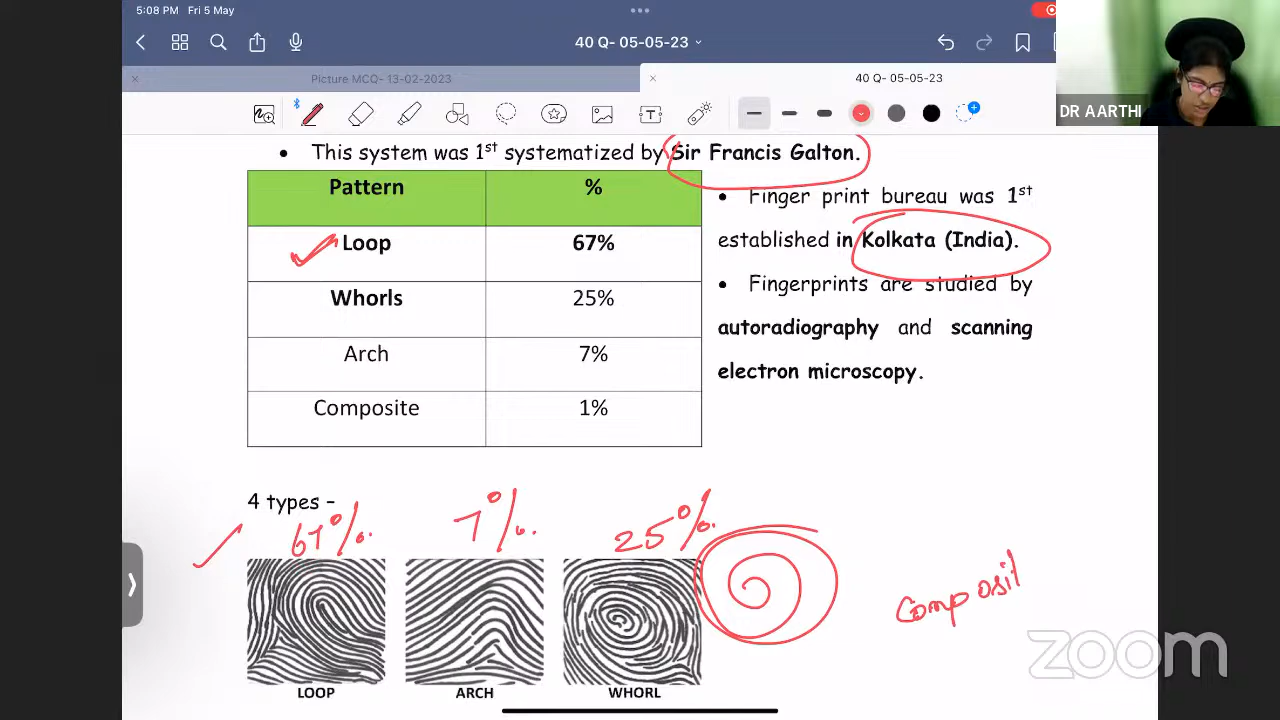 5:08 PM Fri 5 May
40 Q- 05-05-23
Picture MCQ- 13-02-2023
40 Q- 05-05-23
DR AARTHI
• This system was 1st systematized by Sir Francis Galton.
Pattern %
Loop 67%
Whorls 25%
Arch 7%
Composite 1%
• Finger print bureau was 1st
established in Kolkata (India).
• Fingerprints are studied by
autoradiography and scanning
electron microscopy.
4 types –
67%. 7%. 25%.
Composit
LOOP ARCH WHORL
zoom